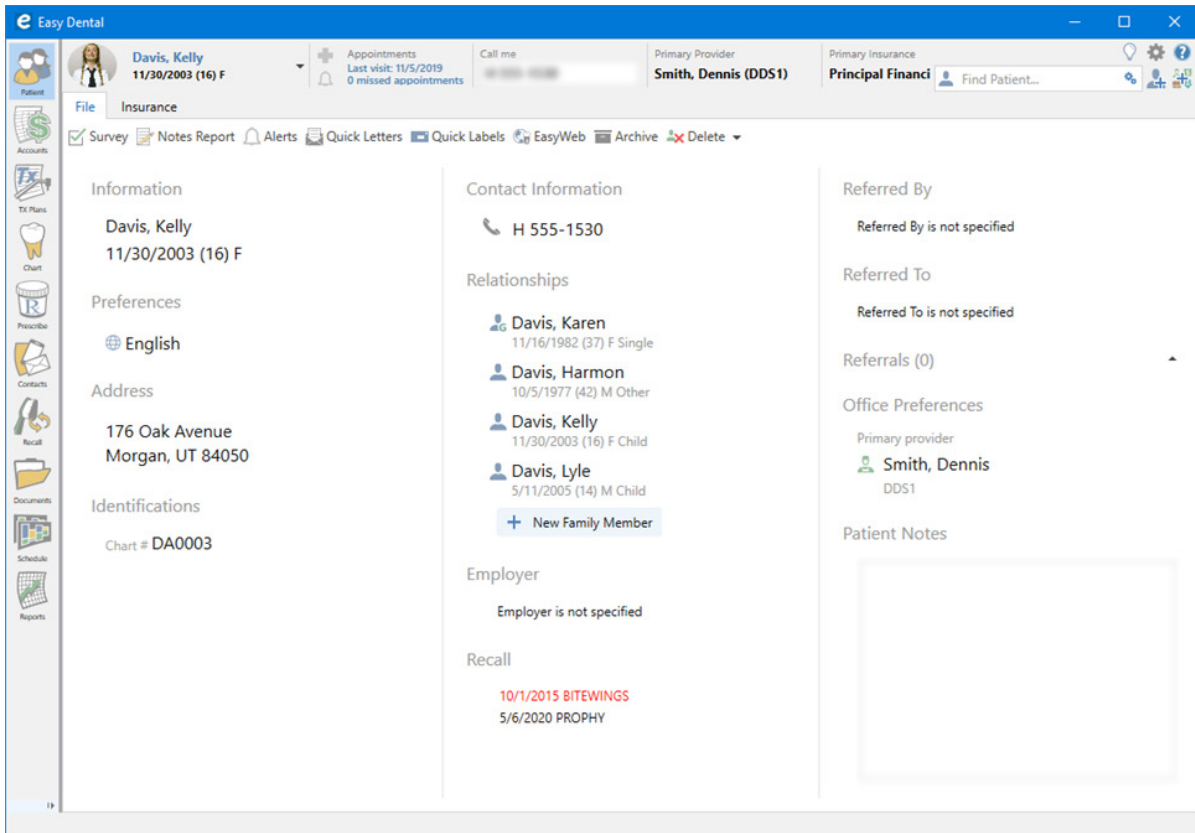 Easy Dental
Davis, Kelly
11/30/2003 (16) F
Appointments
Last visit: 11/5/2019
0 missed appointments
Call me
Primary Provider
Smith, Dennis (DDS1)
Primary Insurance
Principal Financi
Find Patient...
Patient
Accounts
TX Plans
Chart
Prescribe
Contacts
Recall
Documents
Schedule
Reports
File Insurance
Survey Notes Report Alerts Quick Letters Quick Labels EasyWeb Archive Delete
Information
Davis, Kelly
11/30/2003 (16) F
Preferences
English
Address
176 Oak Avenue
Morgan, UT 84050
Identifications
Chart # DA0003
Contact Information
H 555-1530
Relationships
Davis, Karen
11/16/1982 (37) F Single
Davis, Harmon
10/5/1977 (42) M Other
Davis, Kelly
11/30/2003 (16) F Child
Davis, Lyle
5/11/2005 (14) M Child
+ New Family Member
Employer
Employer is not specified
Recall
10/1/2015 BITEWINGS
5/6/2020 PROPHY
Referred By
Referred By is not specified
Referred To
Referred To is not specified
Referrals (0)
Office Preferences
Primary provider
Smith, Dennis
DDS1
Patient Notes